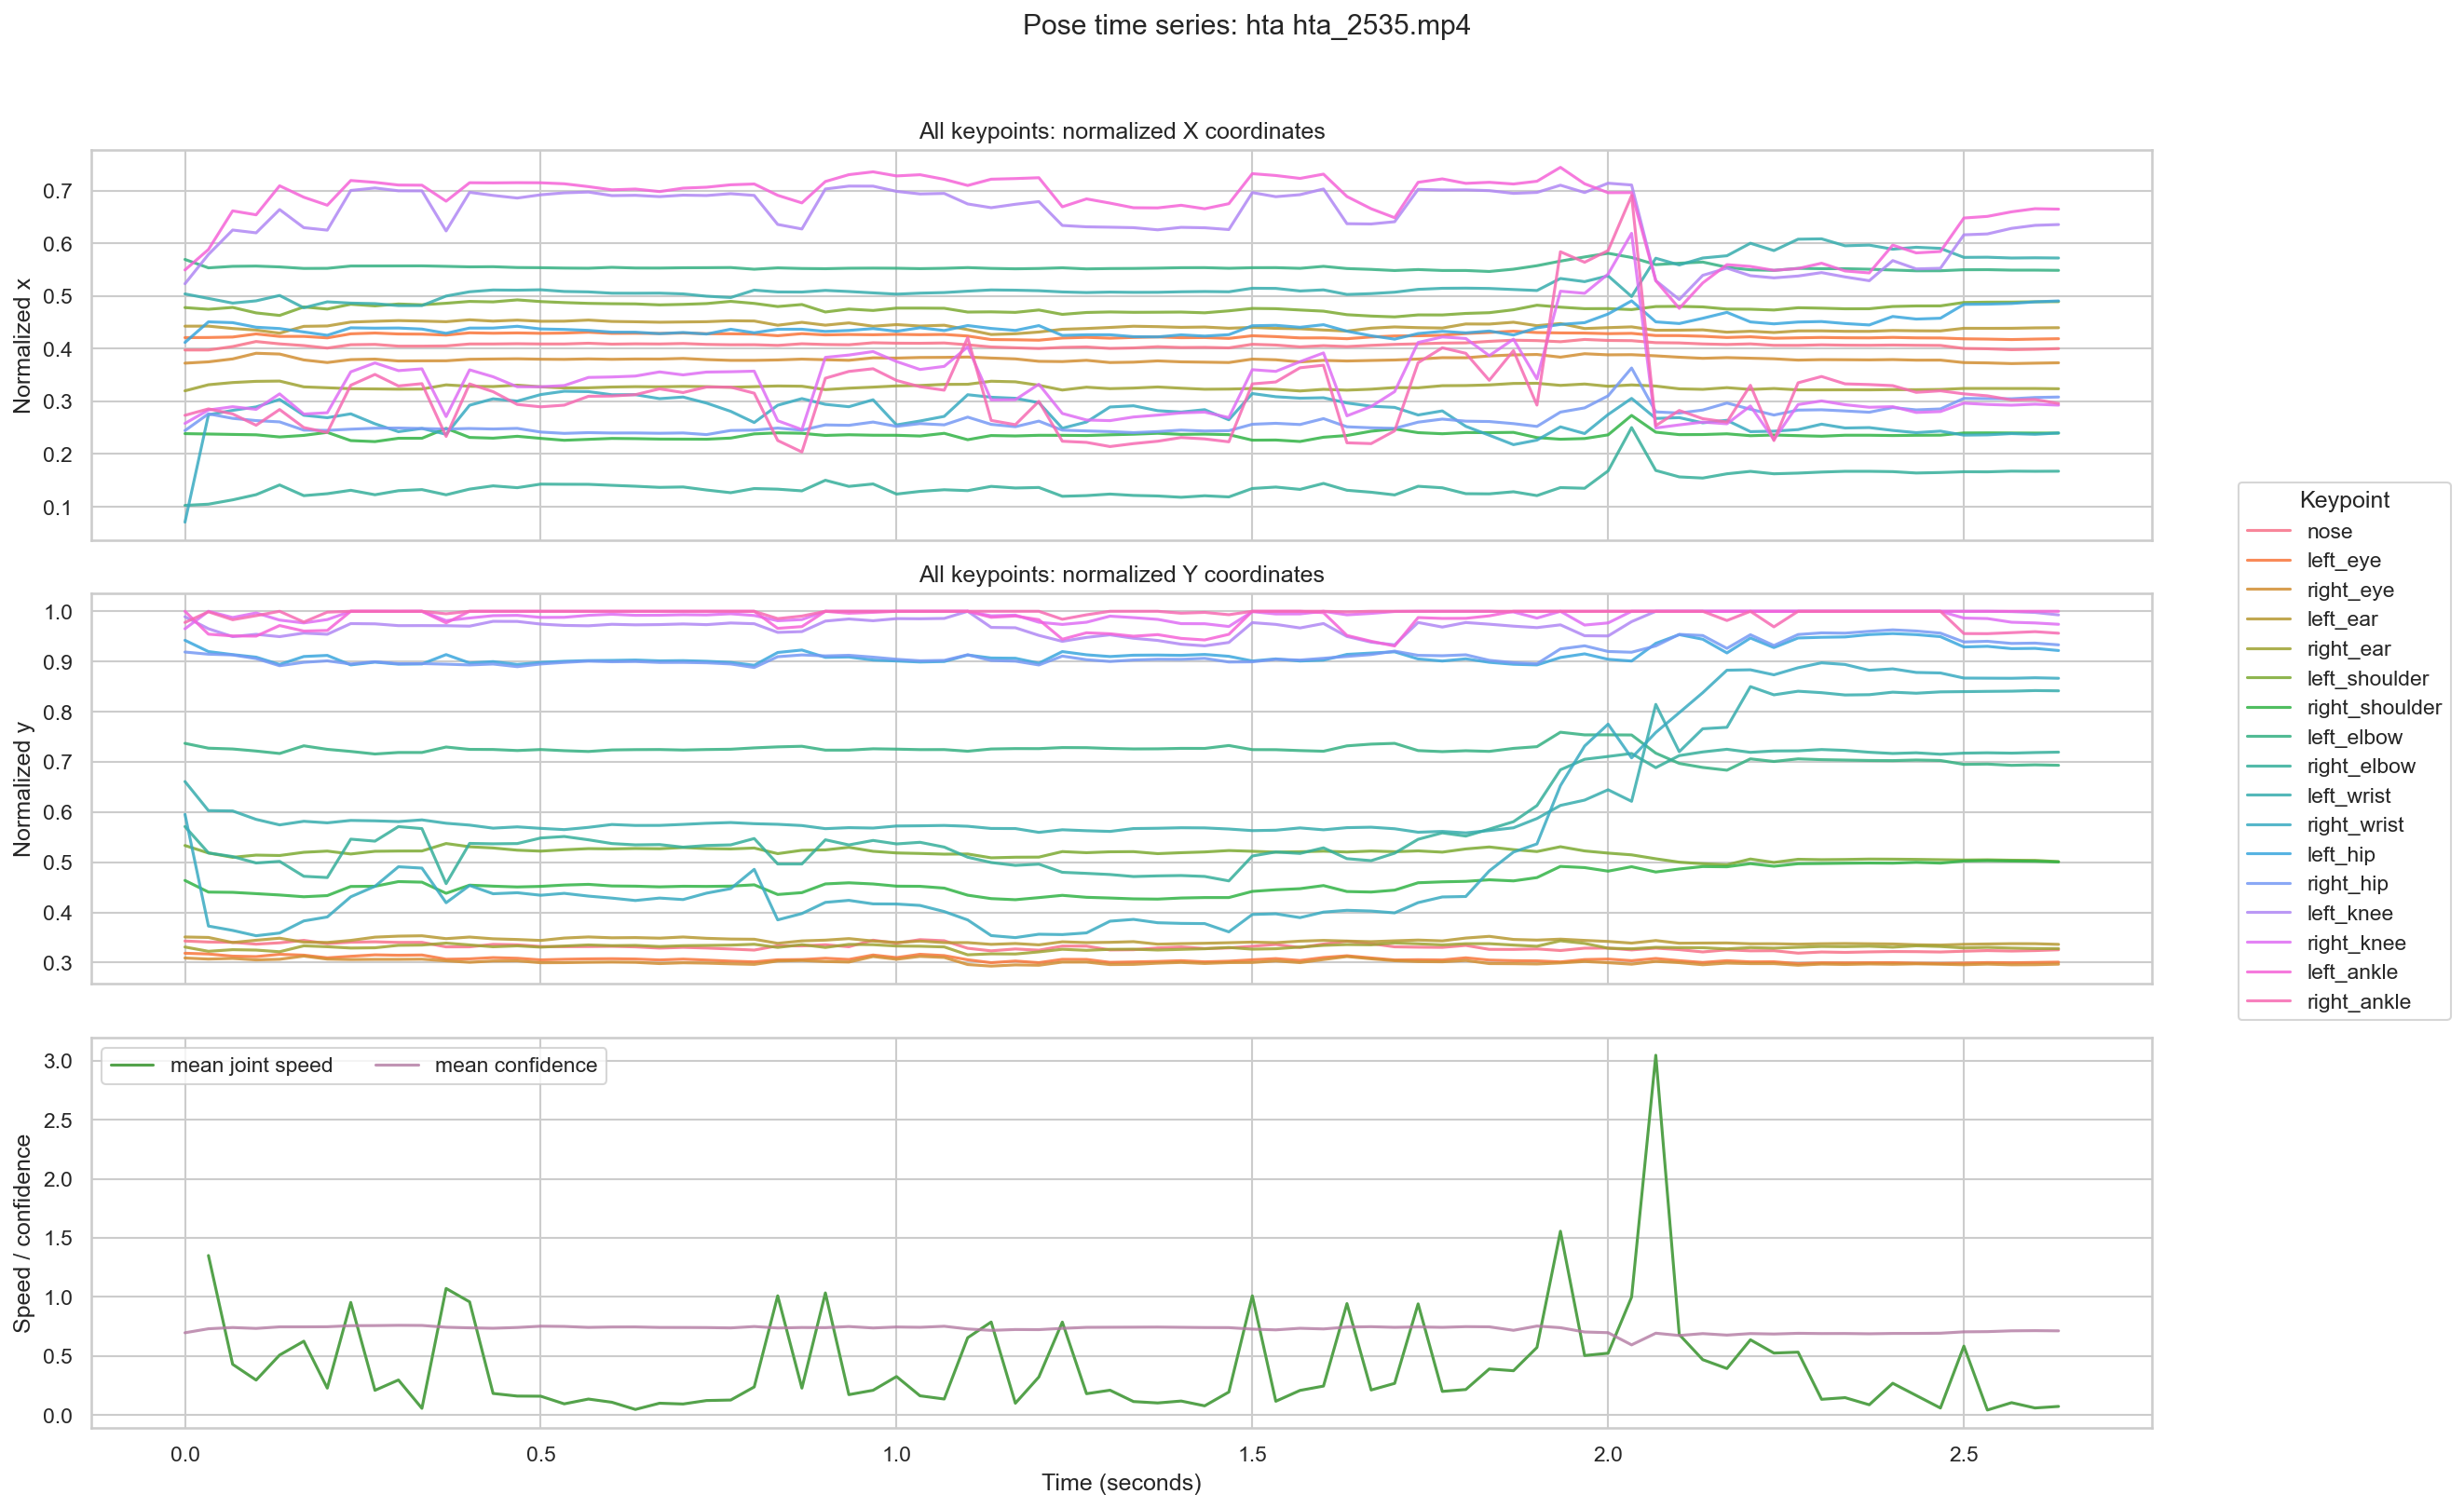 Pose time series: hta hta_2535.mp4
All keypoints: normalized X coordinates
Normalized x
0.7
0.6
0.5
0.4
0.3
0.2
0.1
All keypoints: normalized Y coordinates
Normalized y
1.0
0.9
0.8
0.7
0.6
0.5
0.4
0.3
Keypoint
nose
left_eye
right_eye
left_ear
right_ear
left_shoulder
right_shoulder
left_elbow
right_elbow
left_wrist
right_wrist
left_hip
right_hip
left_knee
right_knee
left_ankle
right_ankle
Speed / confidence
3.0
2.5
2.0
1.5
1.0
0.5
0.0
mean joint speed
mean confidence
0.0
0.5
1.0
1.5
2.0
2.5
Time (seconds)